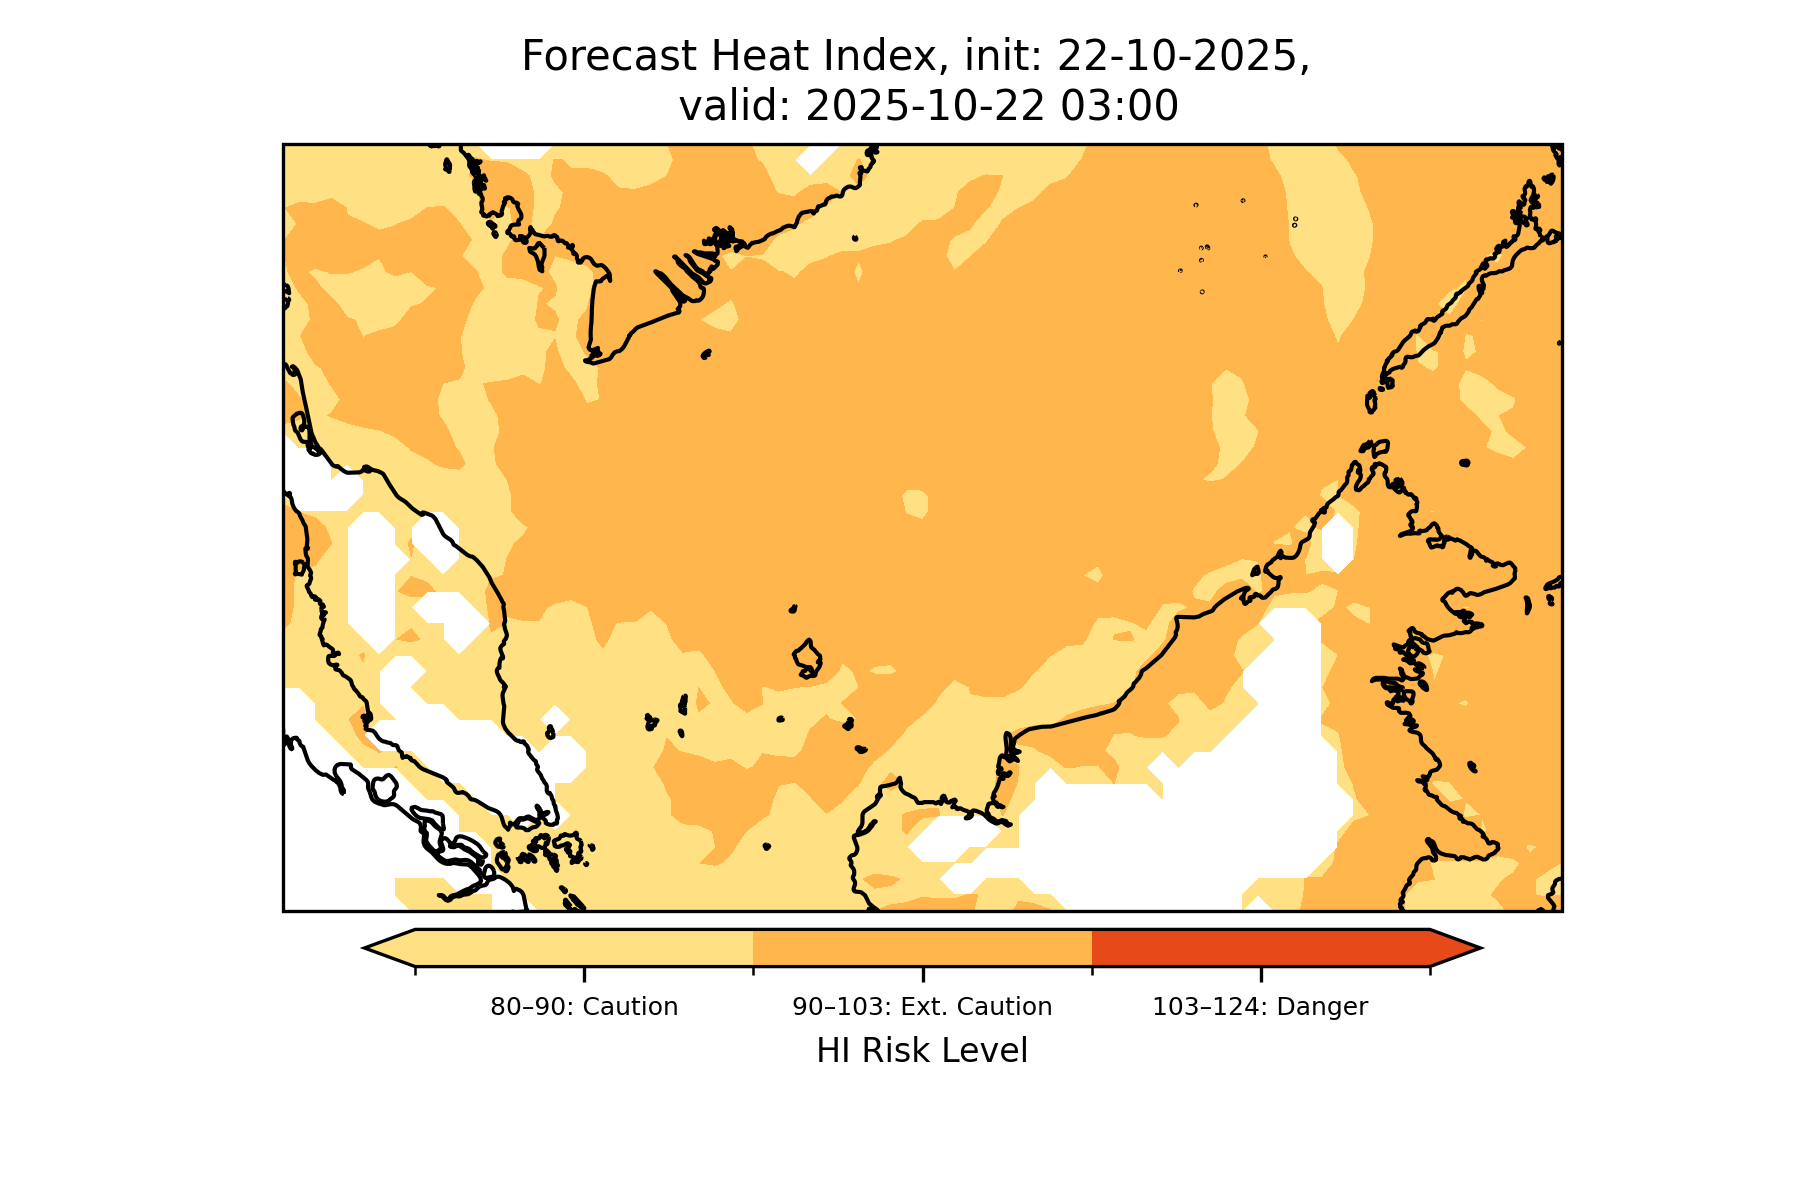 Forecast Heat Index, init: 22-10-2025,
valid: 2025-10-22 03:00
80–90: Caution
90–103: Ext. Caution
103–124: Danger
HI Risk Level